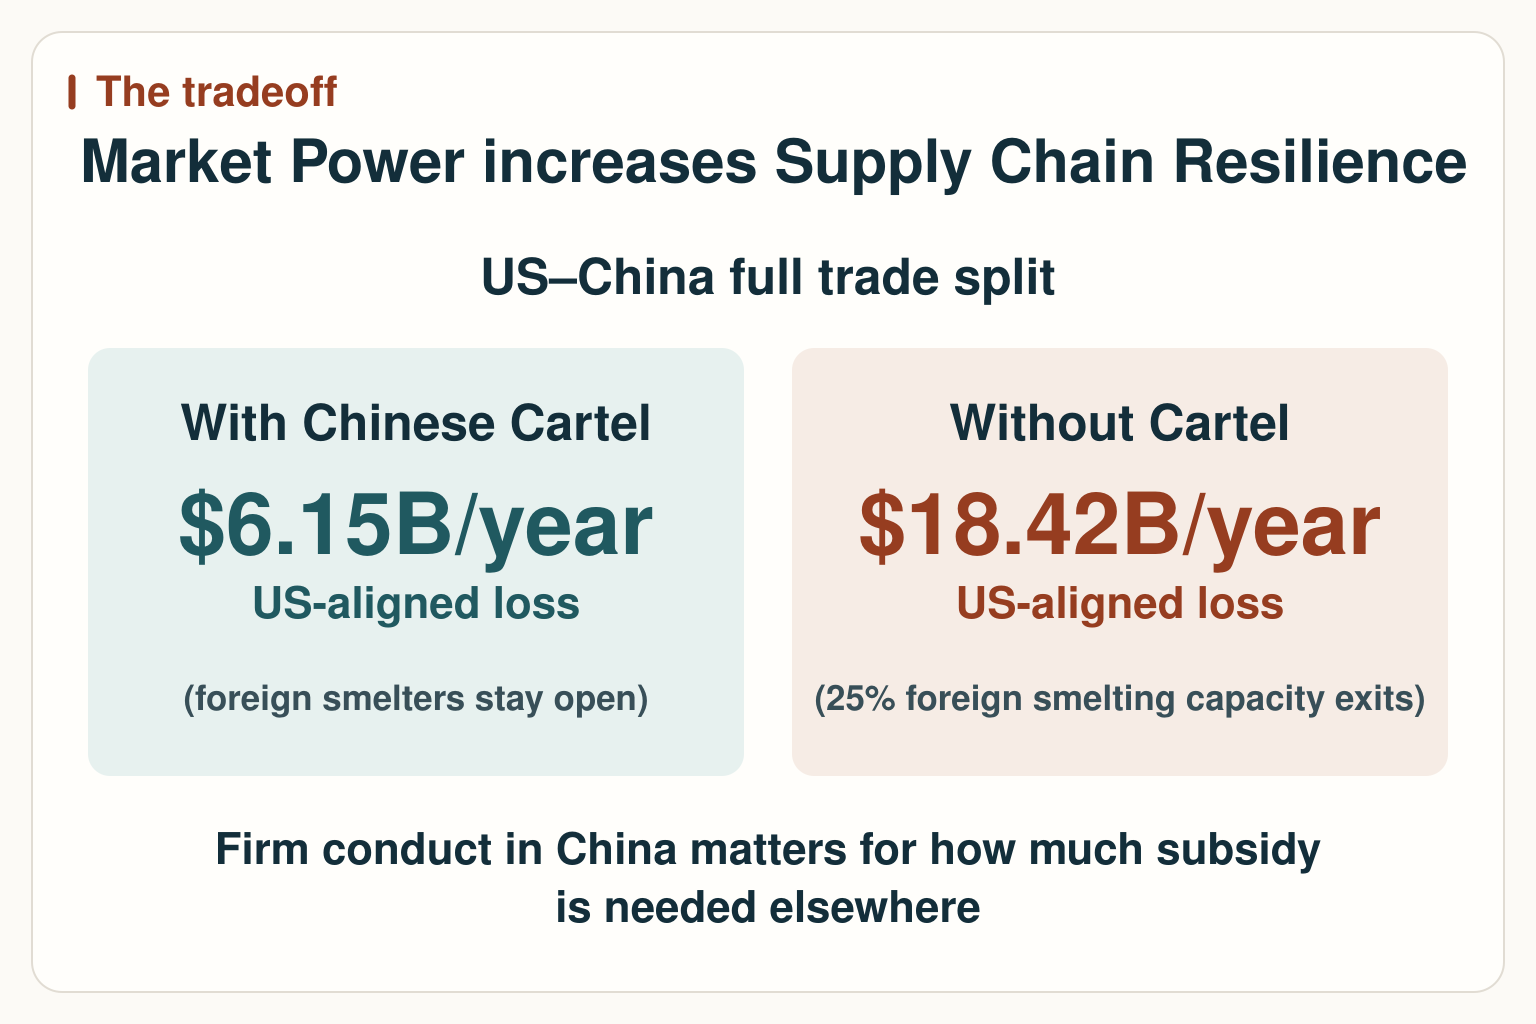 The tradeoff
Market Power increases Supply Chain Resilience
US–China full trade split
With Chinese Cartel
$6.15B/year
US-aligned loss
(foreign smelters stay open)
Without Cartel
$18.42B/year
US-aligned loss
(25% foreign smelting capacity exits)
Firm conduct in China matters for how much subsidy
is needed elsewhere